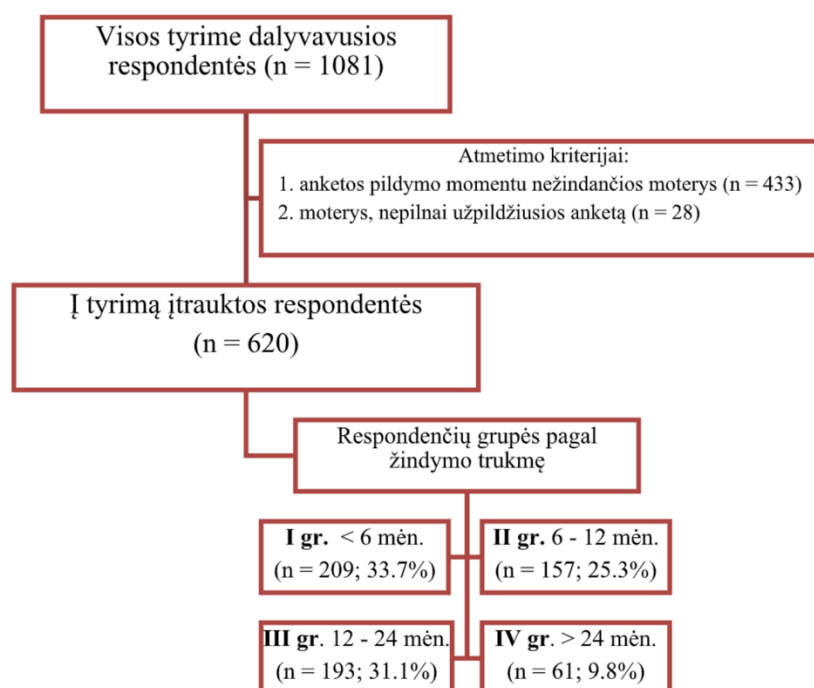 Visos tyrime dalyvavusios
respondentės (n = 1081)
Atmetimo kriterijai:
1. anketos pildymo momentu nežindančios moterys (n = 433)
2. moterys, nepilnai užpildžiusios anketą (n = 28)
Į tyrimą įtrauktos respondentės
(n = 620)
Respondenčių grupės pagal
žindymo trukmę
I gr. < 6 mėn.
(n = 209; 33.7%)
II gr. 6 - 12 mėn.
(n = 157; 25.3%)
III gr. 12 - 24 mėn.
(n = 193; 31.1%)
IV gr. > 24 mėn.
(n = 61; 9.8%)